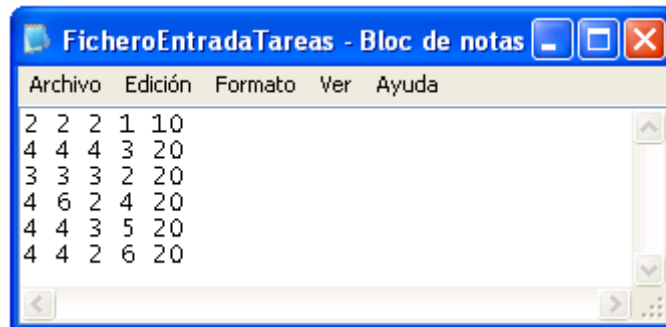 FicheroEntradaTareas - Bloc de notas
Archivo Edición Formato Ver Ayuda
2 2 2 1 10
4 4 4 3 20
3 3 3 2 20
4 6 2 4 20
4 4 3 5 20
4 4 2 6 20